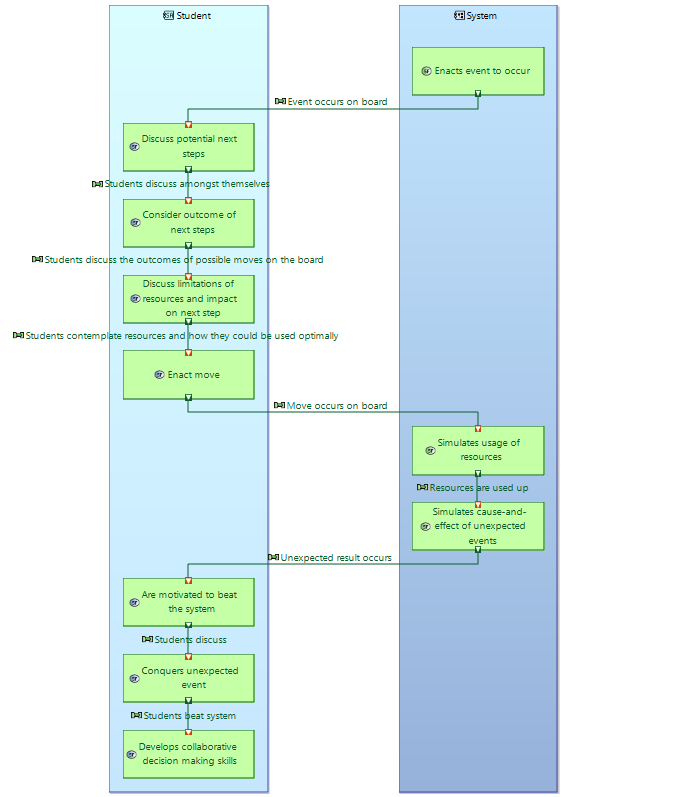 Student
System
Enacts event to occur
Event occurs on board
Discuss potential next
steps
Students discuss amongst themselves
Consider outcome of
next steps
Students discuss the outcomes of possible moves on the board
Discuss limitations of
resources and impact
on next step
Students contemplate resources and how they could be used optimally
Enact move
Move occurs on board
Simulates usage of
resources
Resources are used up
Simulates cause-and-
effect of unexpected
events
Unexpected result occurs
Are motivated to beat
the system
Students discuss
Conquers unexpected
event
Students beat system
Develops collaborative
decision making skills